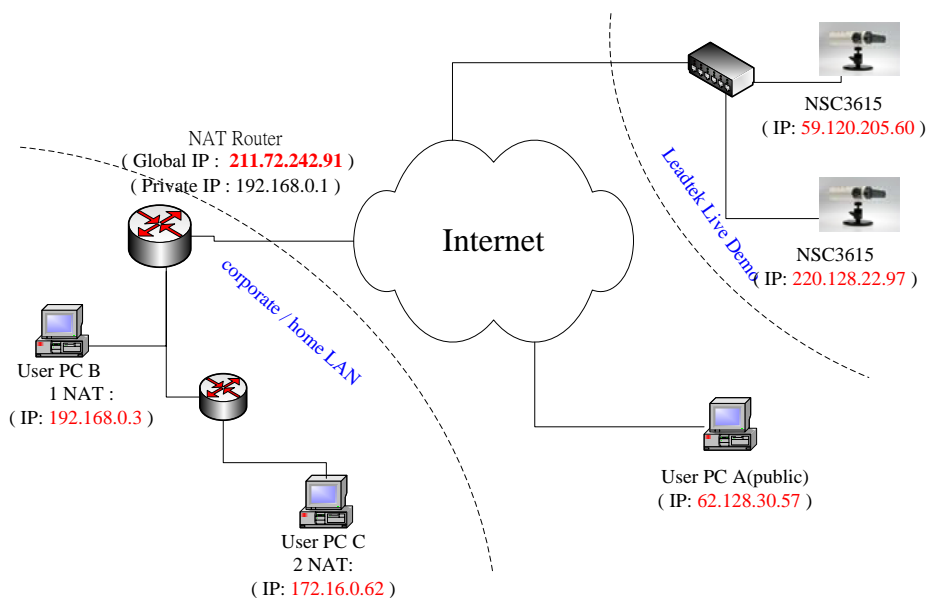 NSC3615
( IP: 59.120.205.60 )
NAT Router
( Global IP : 211.72.242.91 )
( Private IP : 192.168.0.1 )
Leadtek Live Demo
Internet
NSC3615
(IP: 220.128.22.97 )
corporate / home LAN
User PC B
1 NAT :
( IP: 192.168.0.3 )
User PC A(public)
( IP: 62.128.30.57 )
User PC C
2 NAT:
( IP: 172.16.0.62 )